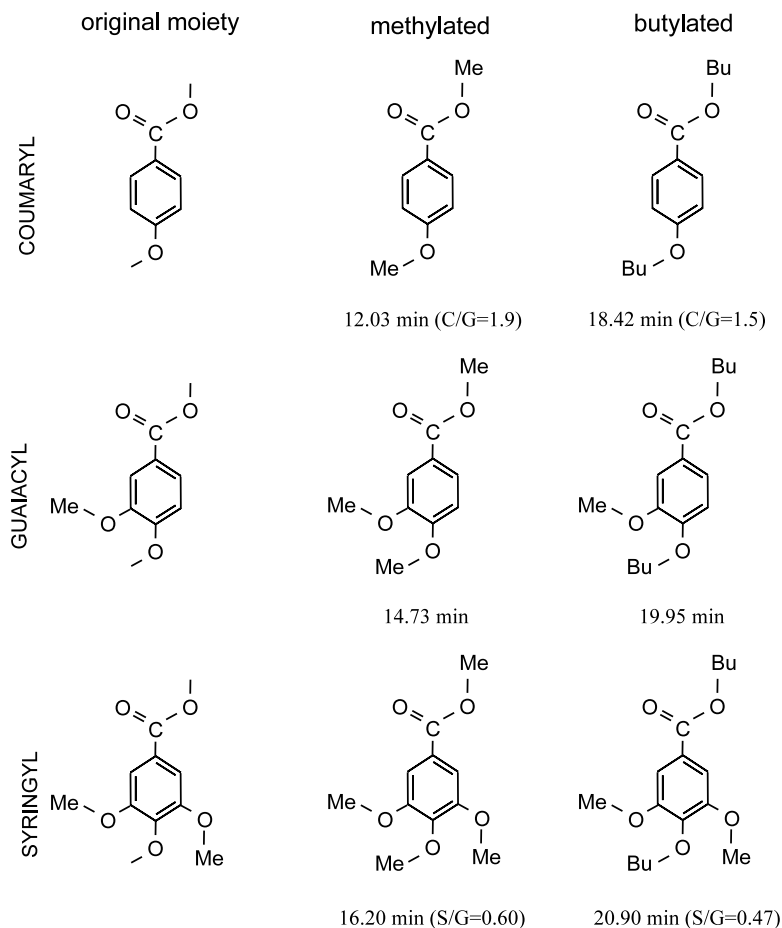 original moiety methylated butylated
COUMARYL
Me Bu
O O O O O O
C C C
O Me O Bu O
12.03 min (C/G=1.9) 18.42 min (C/G=1.5)
GUAIACYL
Me Bu
O O O O O O
C C C
Me O Me O Me O
O Me O Bu O
14.73 min 19.95 min
SYRINGYL
Me Bu
O O O O O O
C C C
Me O O Me O O Me O O
O Me Me O Me Bu O Me
16.20 min (S/G=0.60) 20.90 min (S/G=0.47)